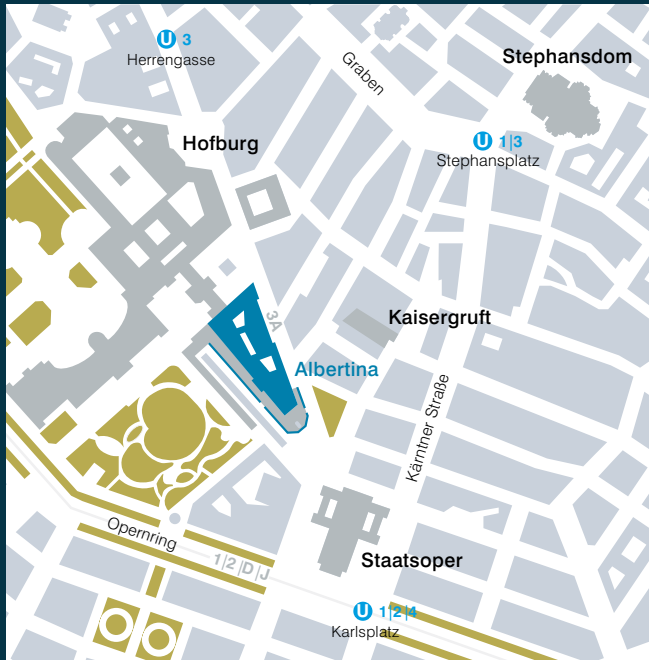 U 3
Herrengasse
Graben
Stephansdom
Hofburg
U 1|3
Stephansplatz
3A
Kaisergruft
Albertina
Kärntner Straße
Opernring
1|2|D|J
Staatsoper
U 1|2|4
Karlsplatz